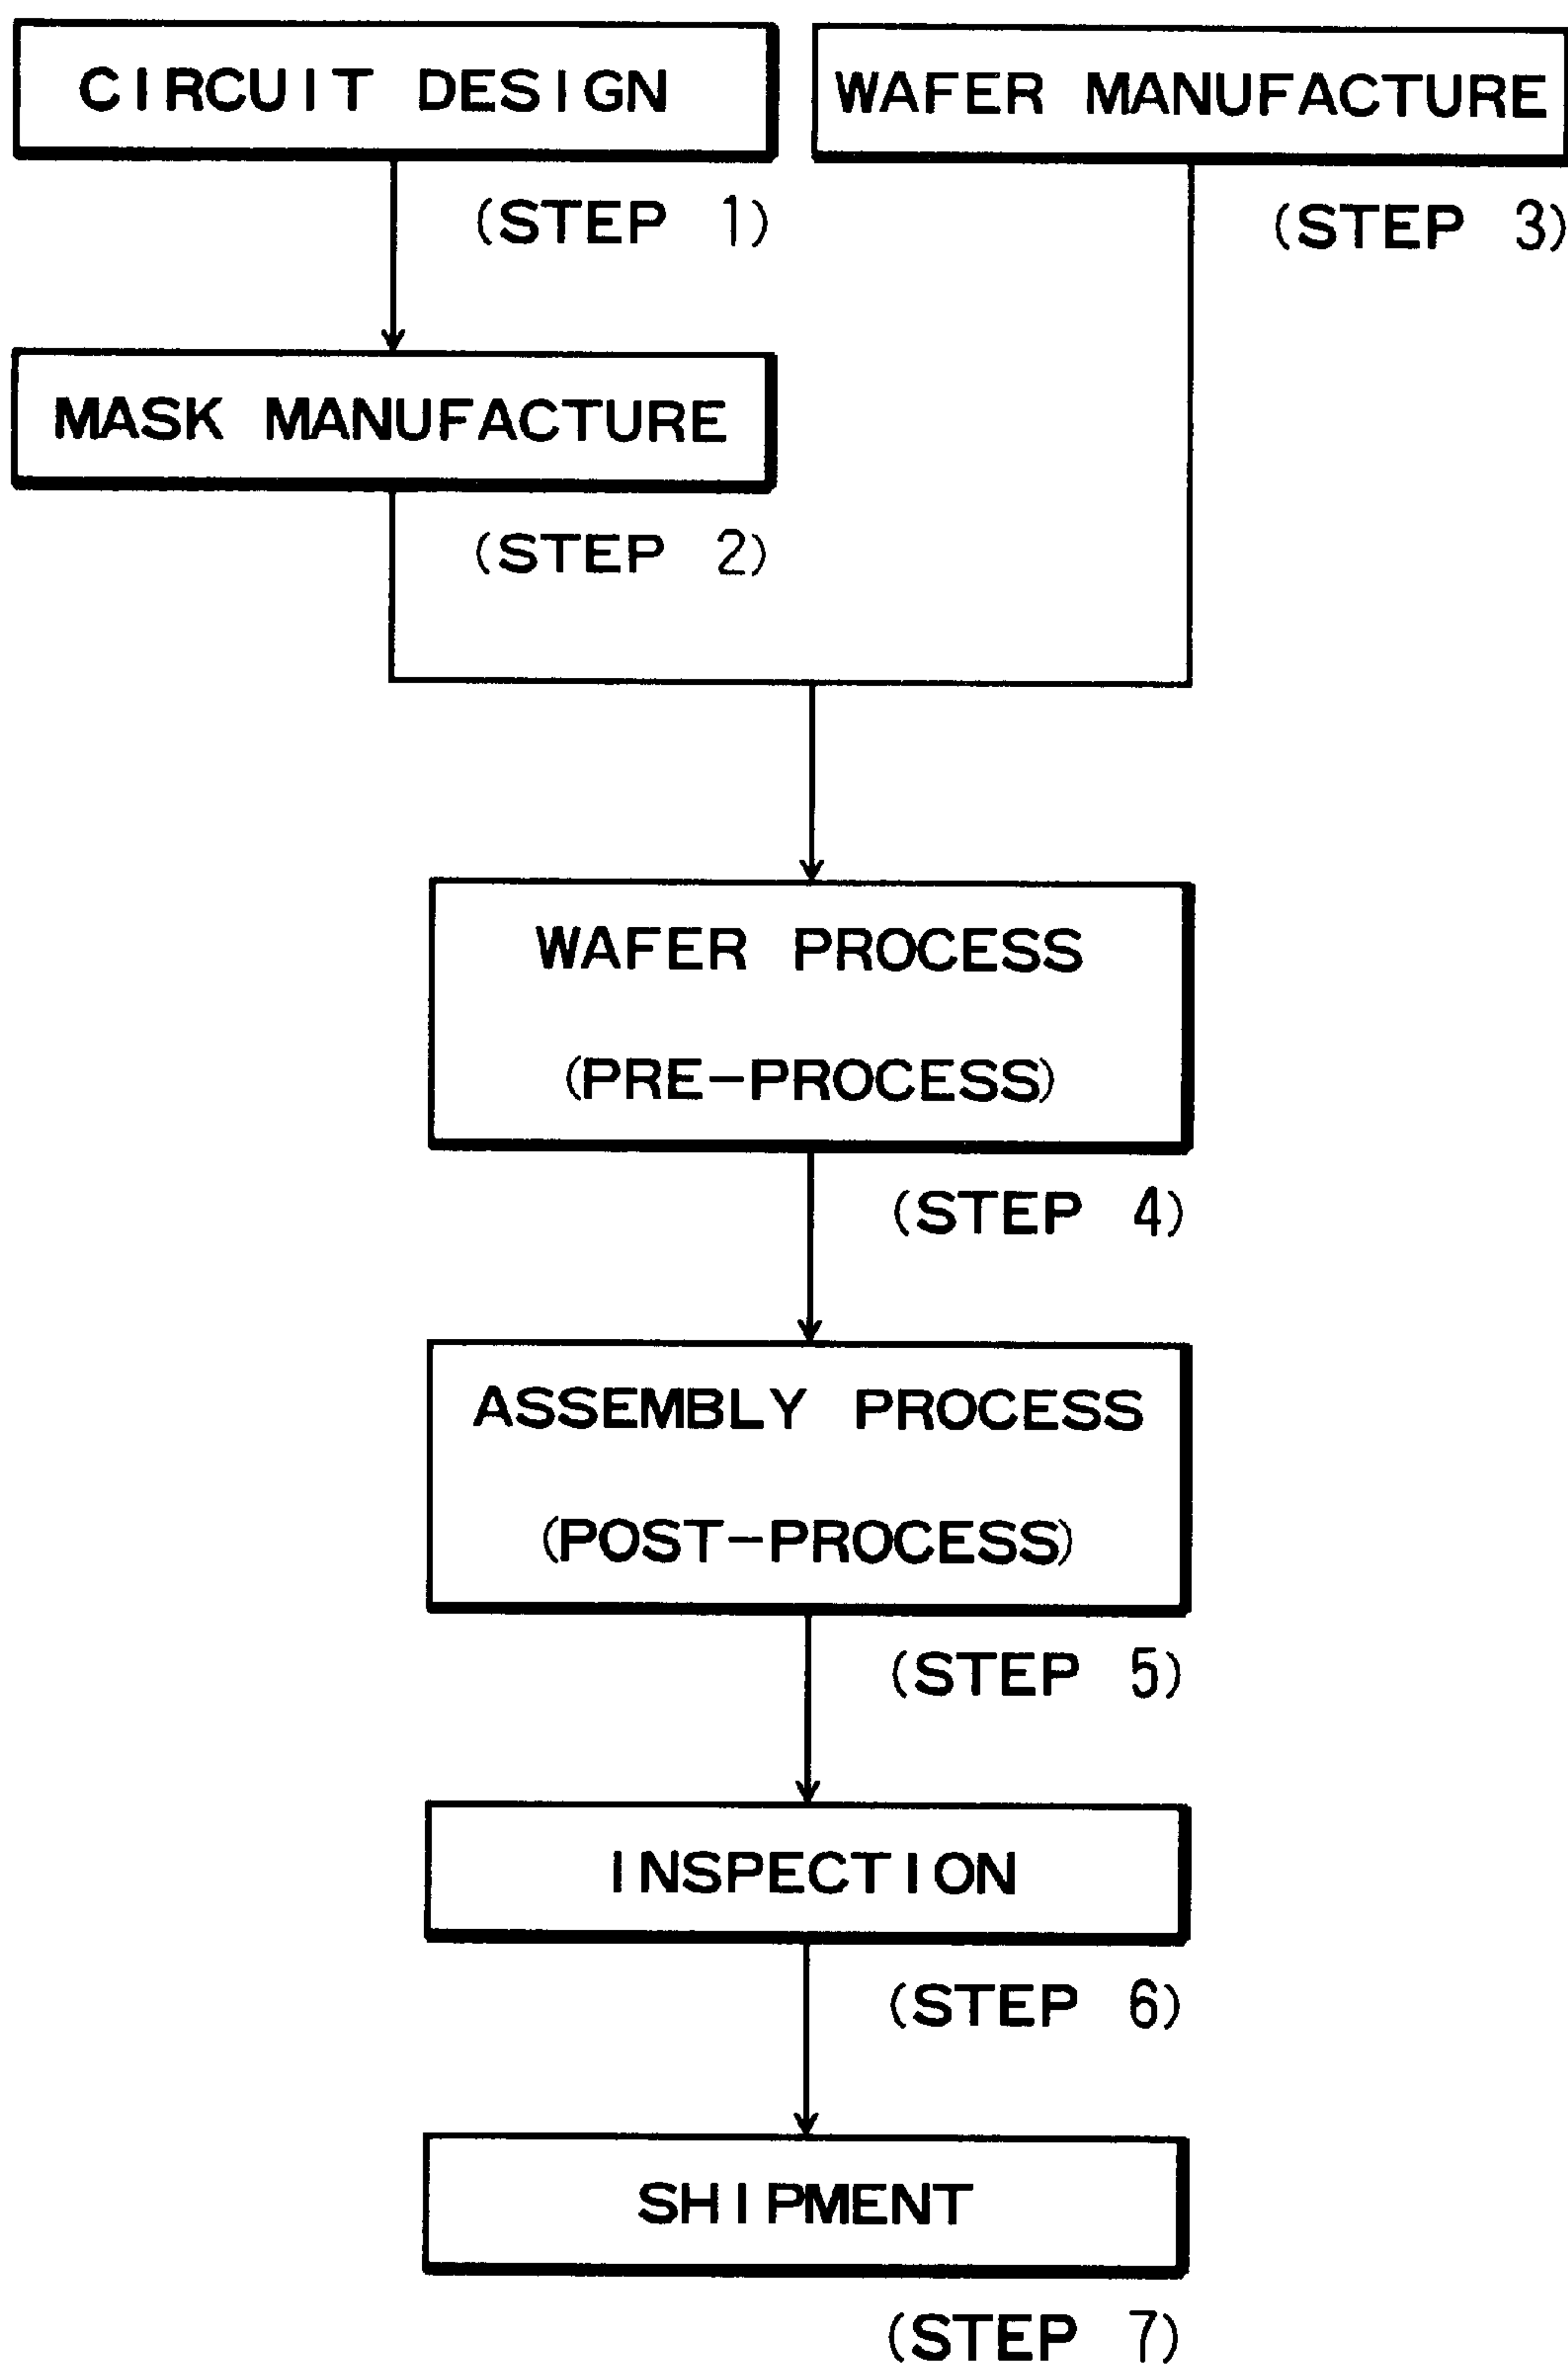 CIRCUIT DESIGN
(STEP 1)
WAFER MANUFACTURE
(STEP 3)
MASK MANUFACTURE
(STEP 2)
WAFER PROCESS
(PRE-PROCESS)
(STEP 4)
ASSEMBLY PROCESS
(POST-PROCESS)
(STEP 5)
INSPECTION
(STEP 6)
SHIPMENT
(STEP 7)